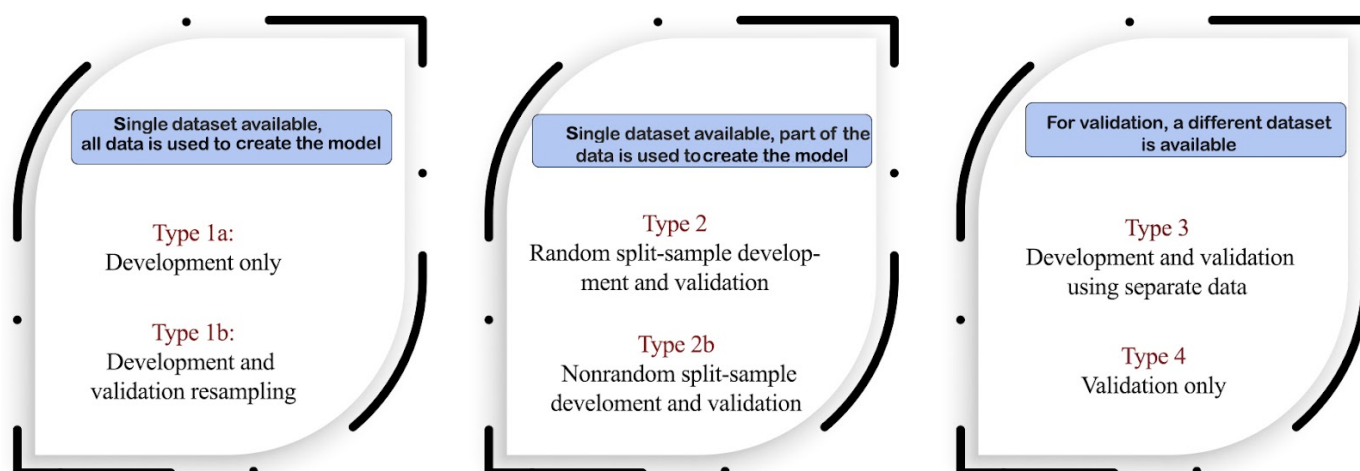 Single dataset available,
all data is used to create the model
Type 1a:
Development only
Type 1b:
Development and
validation resampling
Single dataset available, part of the
data is used to create the model
Type 2
Random split-sample develop-
ment and validation
Type 2b
Nonrandom split-sample
develoment and validation
For validation, a different dataset
is available
Type 3
Development and validation
using separate data
Type 4
Validation only